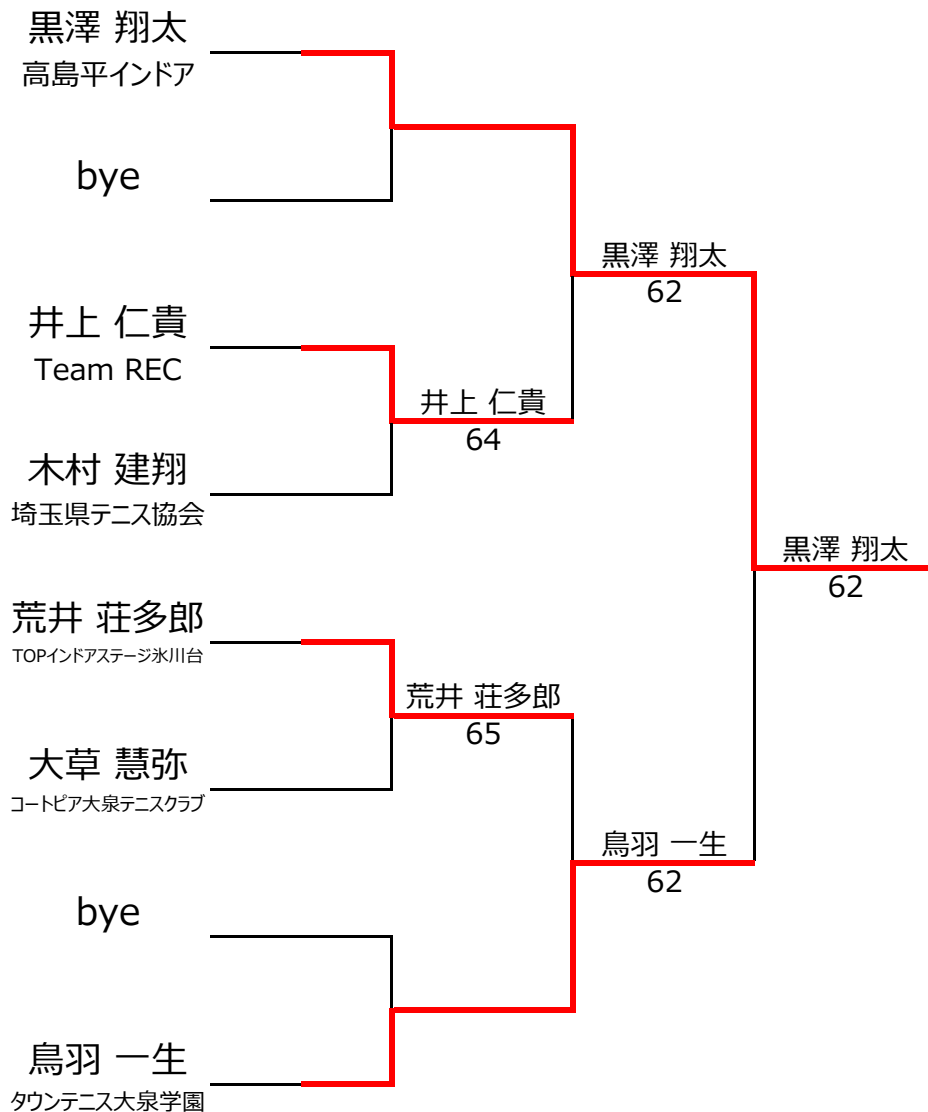 黒澤 翔太
高島平インドア
bye
黒澤 翔太
62
井上 仁貴
Team REC
井上 仁貴
64
木村 建翔
埼玉県テニス協会
黒澤 翔太
62
荒井 荘多郎
TOPインドアステージ氷川台
荒井 荘多郎
65
大草 慧弥
コートピア大泉テニスクラブ
鳥羽 一生
62
bye
鳥羽 一生
タウンテニス大泉学園